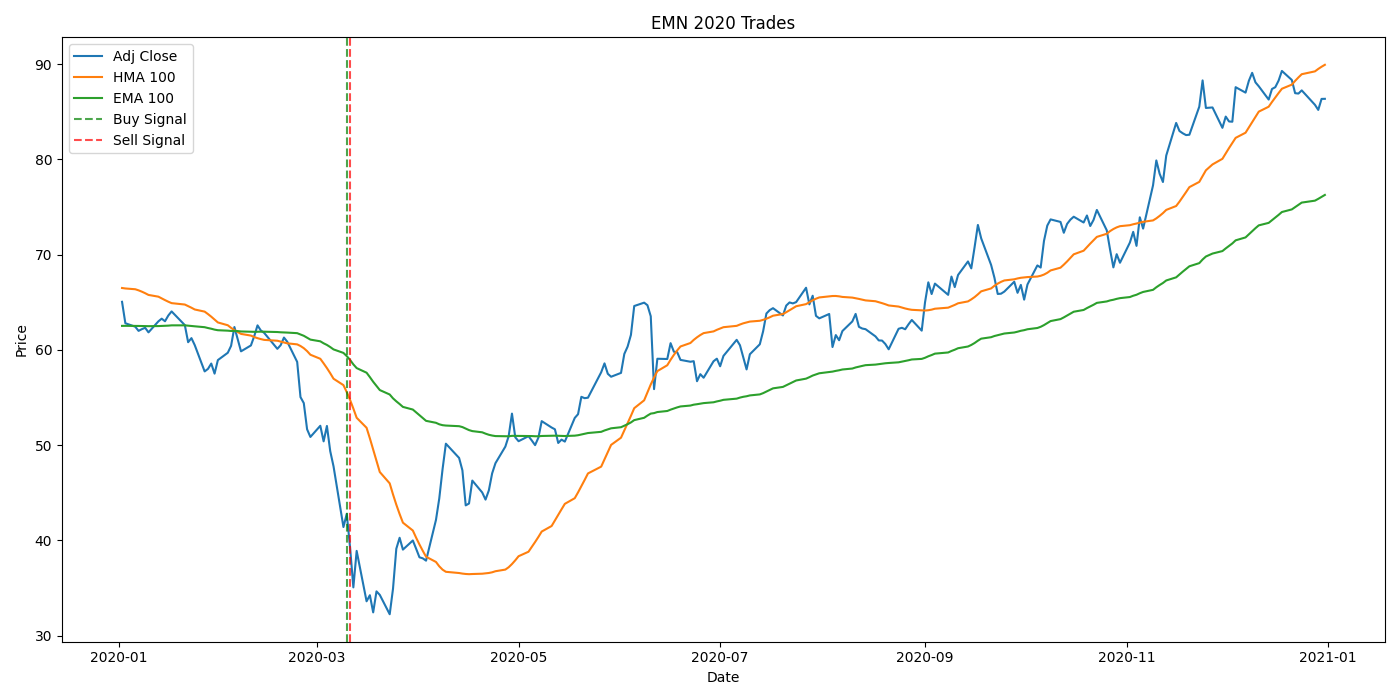 EMN 2020 Trades
Adj Close
HMA 100
EMA 100
Buy Signal
Sell Signal
Price
90
80
70
60
50
40
30
2020-01 2020-03 2020-05 2020-07 2020-09 2020-11 2021-01
Date